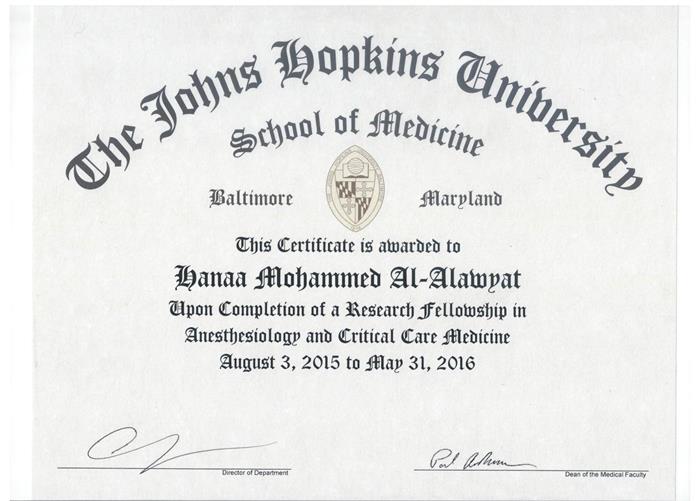 The Johns Hopkins University
School of Medicine
Baltimore Maryland
This Certificate is awarded to
Hanaa Mohammed Al-Alawyat
Upon Completion of a Research Fellowship in
Anesthesiology and Critical Care Medicine
August 3, 2015 to May 31, 2016
Director of Department
Dean of the Medical Faculty